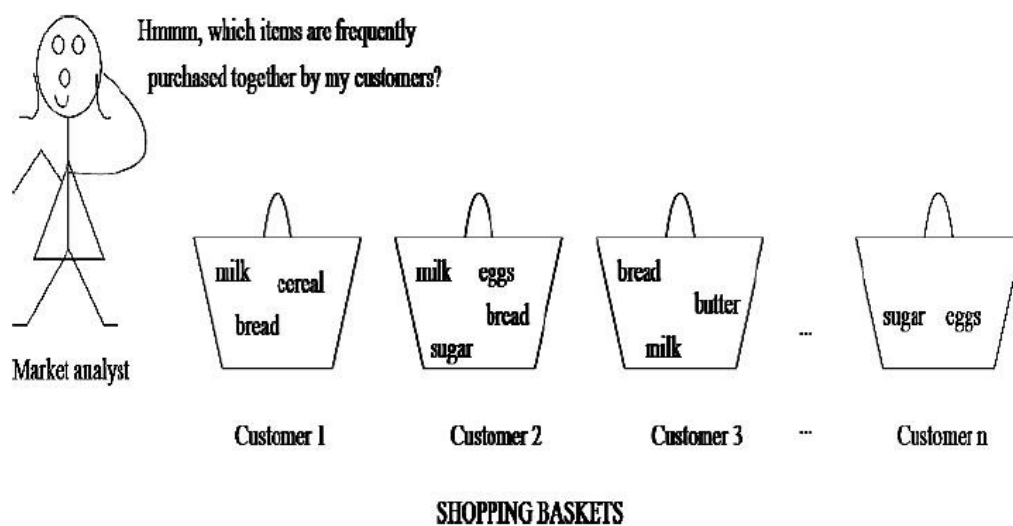 Hmmm, which items are frequently
purchased together by my customers?
milk cereal
bread
milk eggs
bread
sugar
bread
butter
milk
...
sugar eggs
Market analyst
Customer 1 Customer 2 Customer 3 ... Customer n
SHOPPING BASKETS